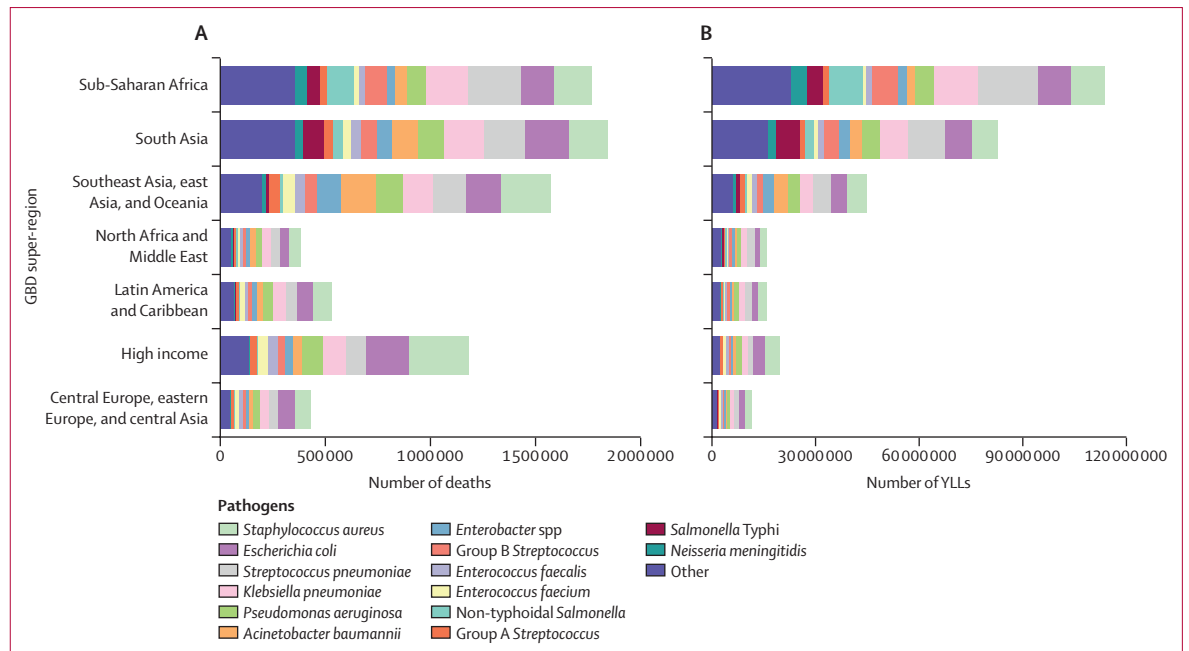 A
B
GBD super-region
Sub-Saharan Africa
South Asia
Southeast Asia, east
Asia, and Oceania
North Africa and
Middle East
Latin America
and Caribbean
High income
Central Europe, eastern
Europe, and central Asia
0 500 000 1 000 000 1 500 000 2 000 000
Number of deaths
0 30 000 000 60 000 000 90 000 000 120 000 000
Number of YLLs
Pathogens
Staphylococcus aureus
Escherichia coli
Streptococcus pneumoniae
Klebsiella pneumoniae
Pseudomonas aeruginosa
Acinetobacter baumannii
Enterobacter spp
Group B Streptococcus
Enterococcus faecalis
Enterococcus faecium
Non-typhoidal Salmonella
Group A Streptococcus
Salmonella Typhi
Neisseria meningitidis
Other